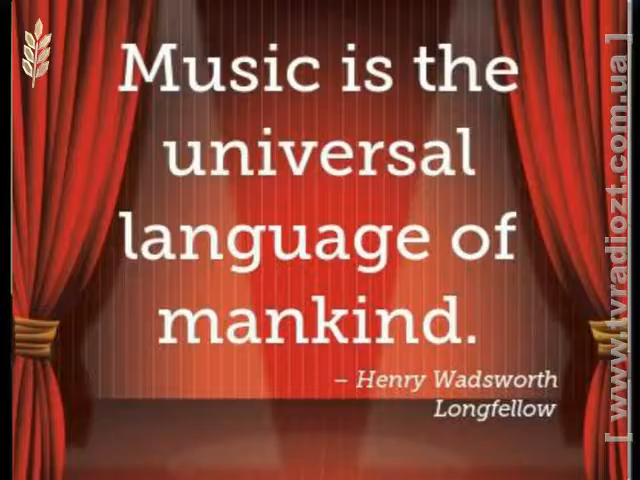 Music is the
universal
language of
mankind.
– Henry Wadsworth
Longfellow
[ www.tvradiozt.com.ua ]